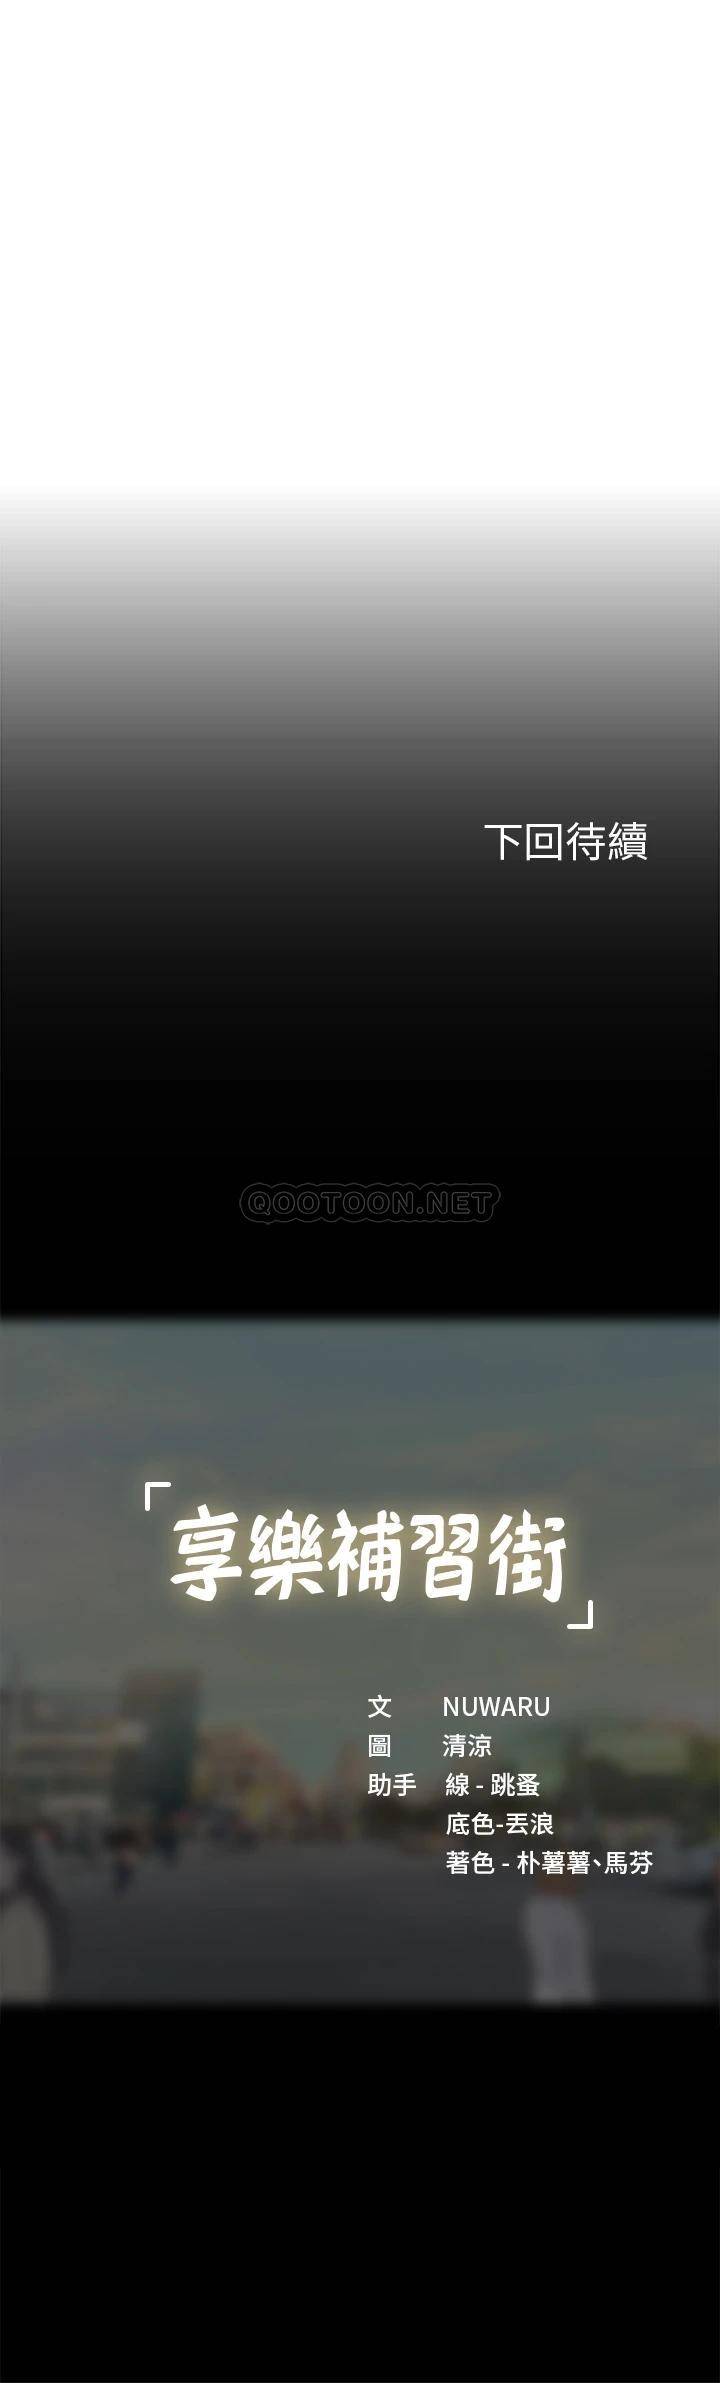 下回待續
QOOTOON.NET
「享樂補習街」
文 NUWARU
圖 清涼
助手 線 - 跳蚤
底色-丟浪
著色 - 朴薯薯、馬芬